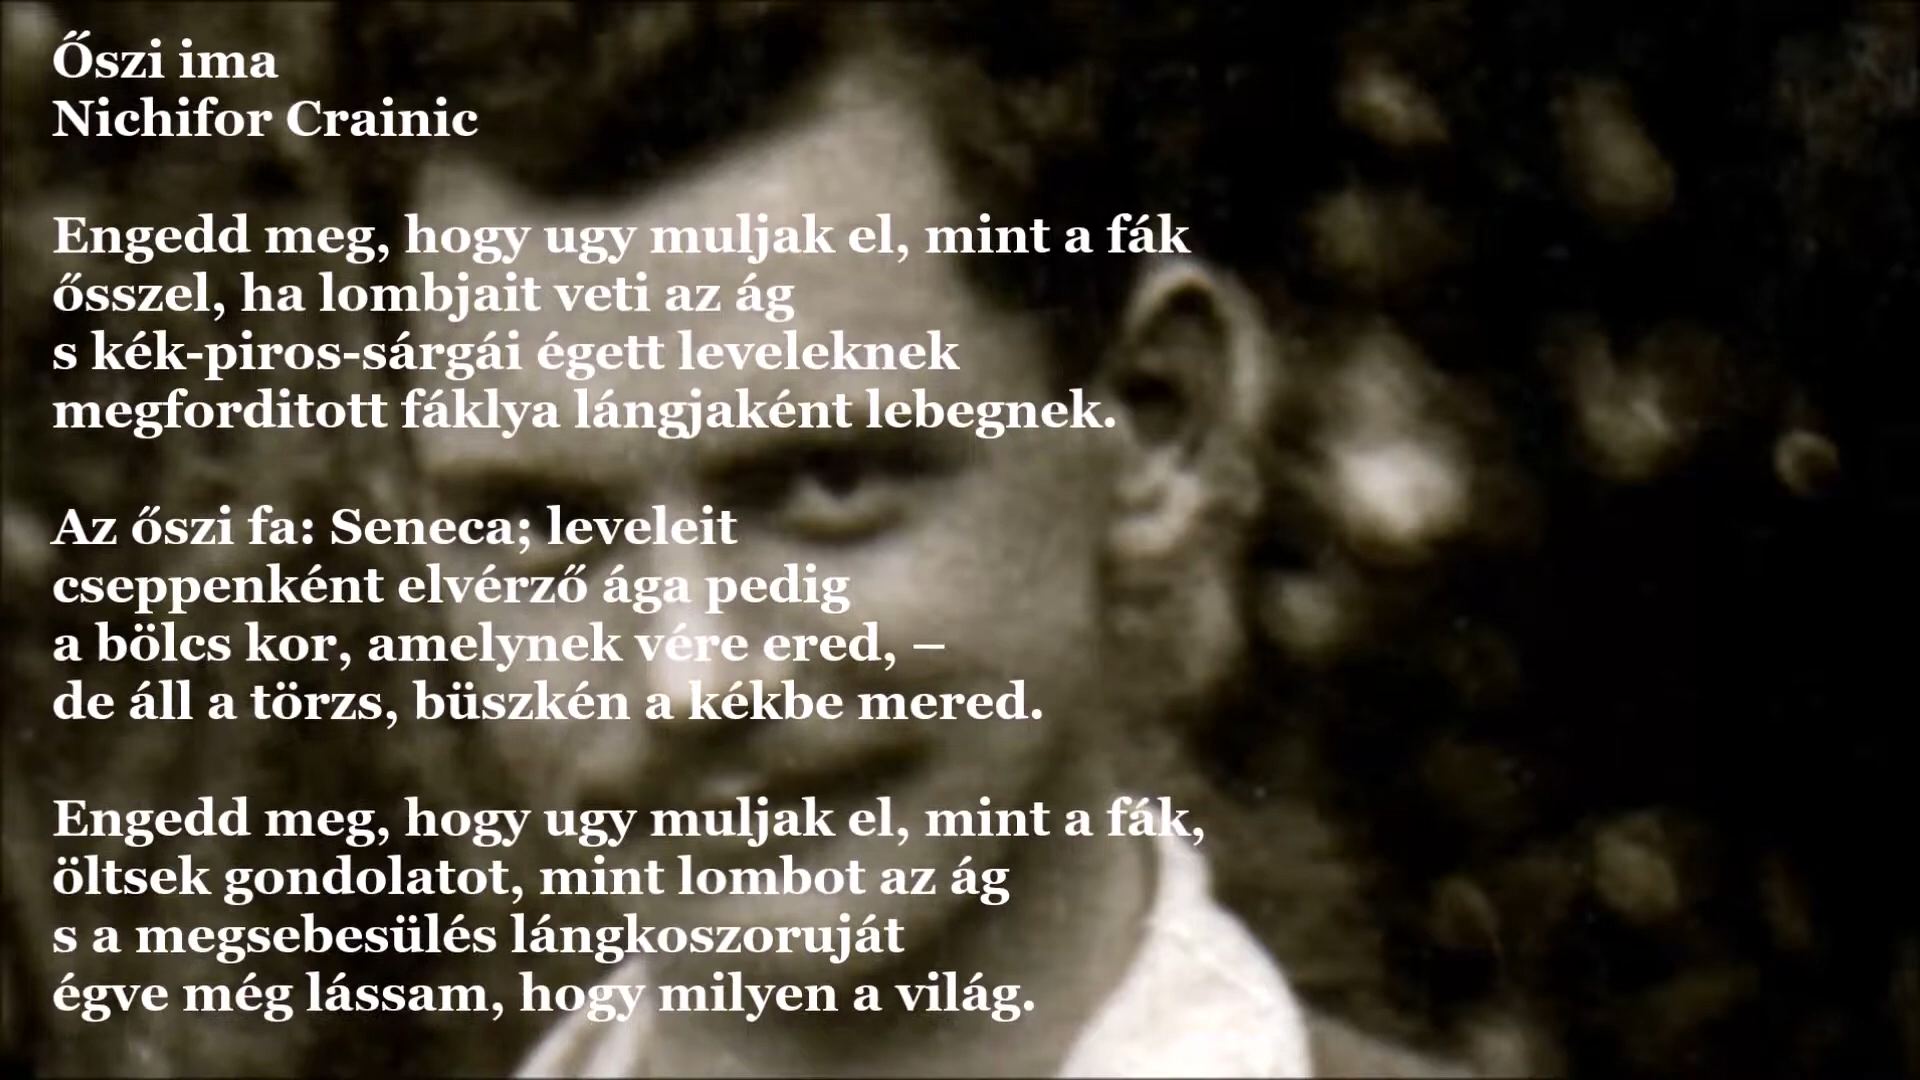 Őszi ima
Nichifor Crainic
Engedd meg, hogy ugy muljak el, mint a fák
ősszel, ha lombjait veti az ág
s kék-piros-sárgái égett leveleknek
megforditott fáklya lángjaként lebegnek.
Az őszi fa: Seneca; leveleit
cseppenként elvérző ága pedig
a bölcs kor, amelynek vére ered, –
de áll a törzs, büszkén a kékbe mered.
Engedd meg, hogy ugy muljak el, mint a fák,
öltsek gondolatot, mint lombot az ág
s a megsebesülés lángkoszoruját
égve még lássam, hogy milyen a világ.